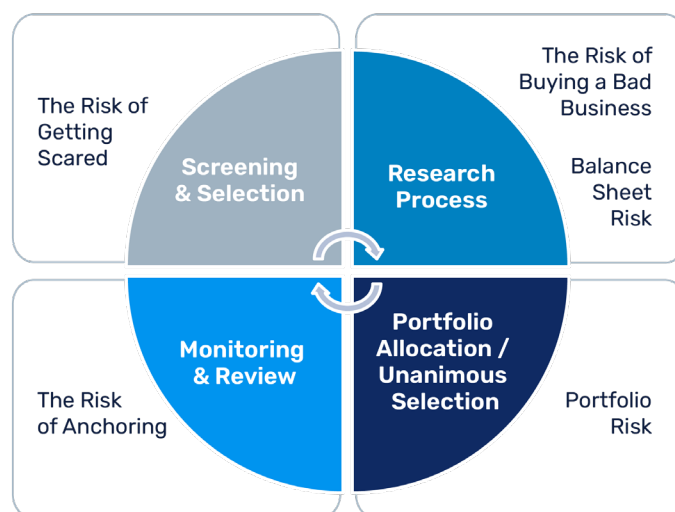 The Risk of
Getting
Scared
Screening
& Selection
Research
Process
The Risk of
Buying a Bad
Business
Balance
Sheet
Risk
The Risk
of Anchoring
Monitoring
& Review
Portfolio
Allocation /
Unanimous
Selection
Portfolio
Risk